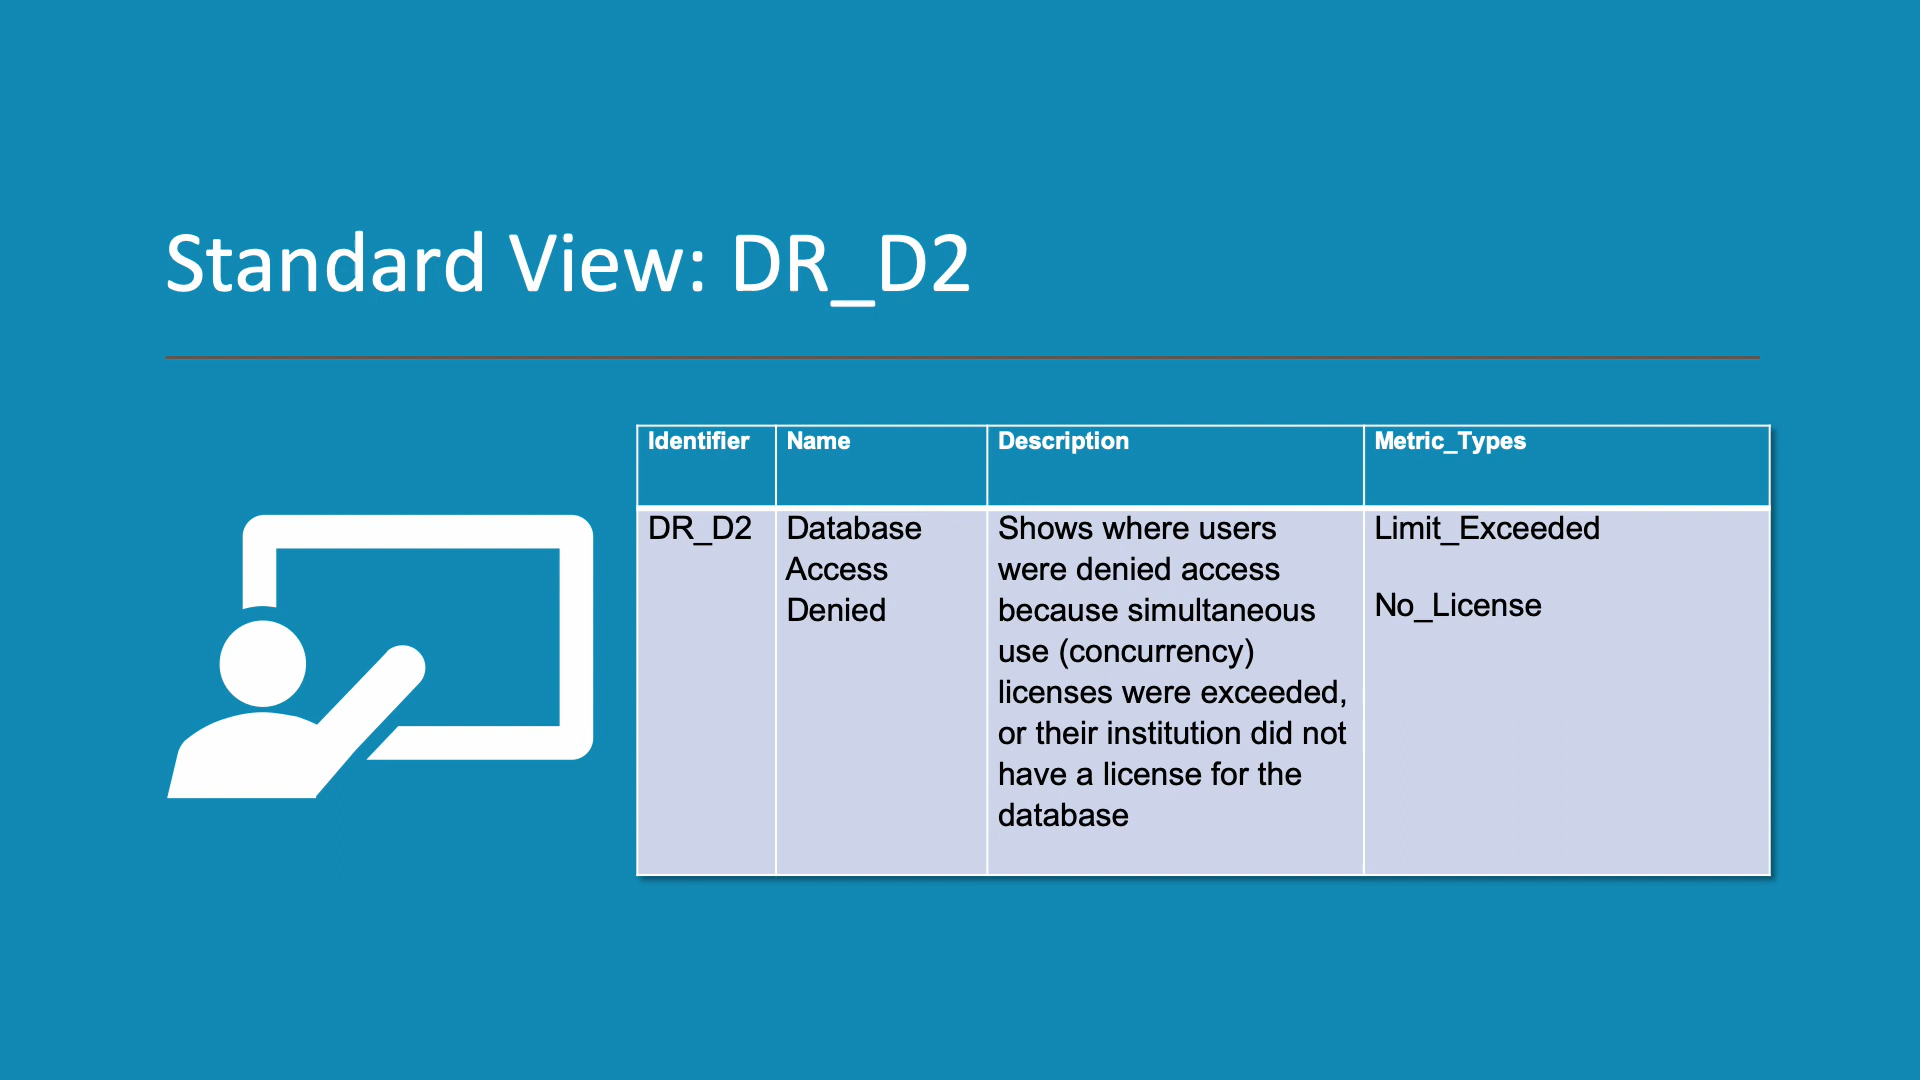 Standard View: DR_D2
Identifier
Name
Description
Metric_Types
DR_D2
Database
Access
Denied
Shows where users
were denied access
because simultaneous
use (concurrency)
licenses were exceeded,
or their institution did not
have a license for the
database
Limit_Exceeded
No_License